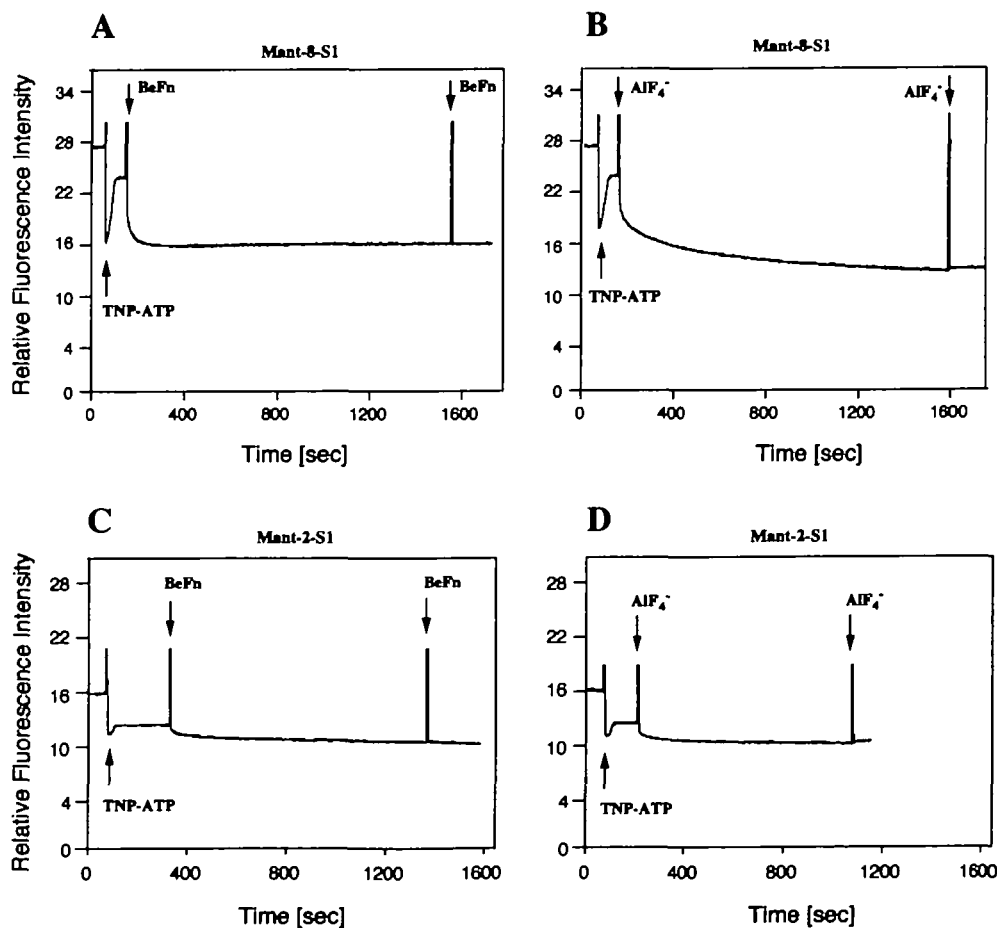 A
Mant-8-S1
Relative Fluorescence Intensity
34
28
22
16
10
4
0
BeFn
BeFn
TNP-ATP
0
400
800
1200
1600
Time [sec]
B
Mant-8-S1
34
28
22
16
10
4
0
AlF4-
AlF4-
TNP-ATP
0
400
800
1200
1600
Time [sec]
C
Mant-2-S1
Relative Fluorescence Intensity
28
22
16
10
4
0
BeFn
BeFn
TNP-ATP
0
400
800
1200
1600
Time [sec]
D
Mant-2-S1
28
22
16
10
4
0
AlF4-
AlF4-
TNP-ATP
0
400
800
1200
1600
Time [sec]